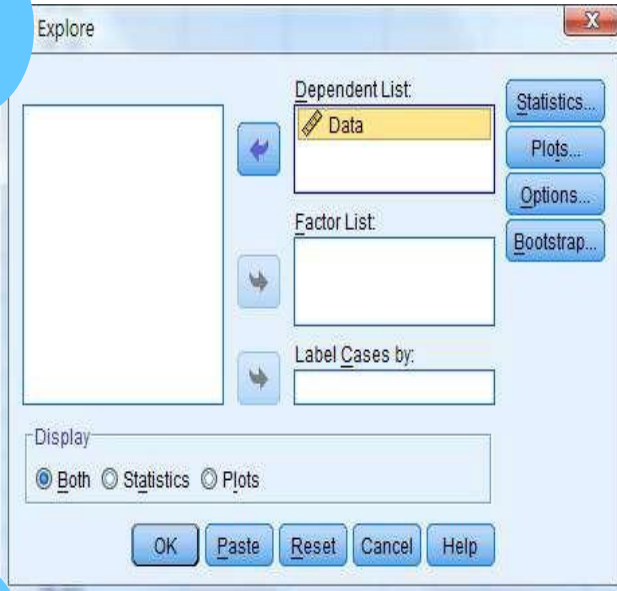 Explore
Dependent List:
Data
Statistics...
Plots...
Options...
Bootstrap...
Factor List:
Label Cases by:
Display
Both Statistics Plots
OK Paste Reset Cancel Help